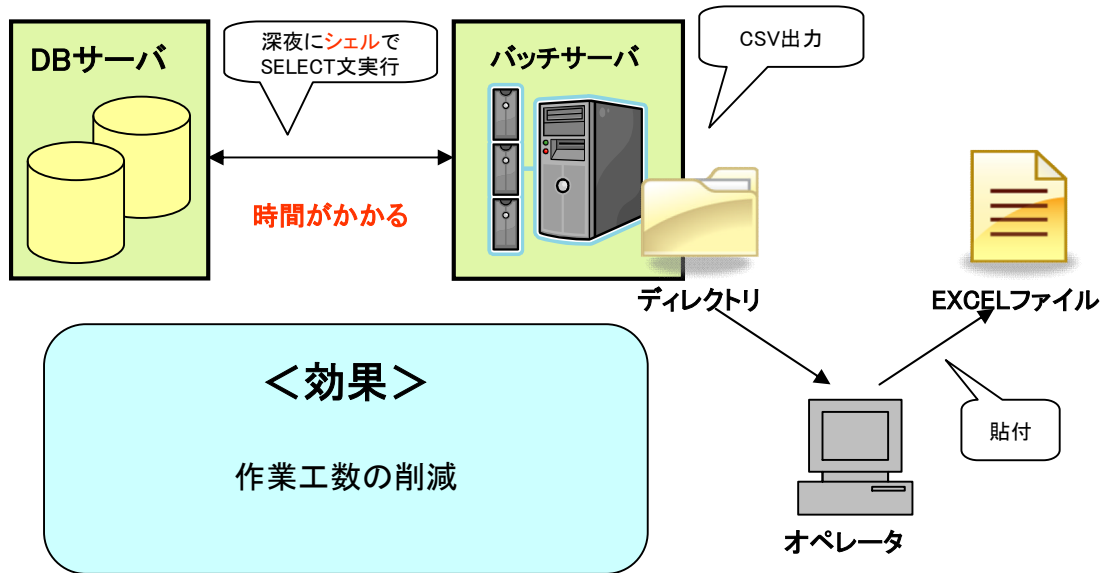 DBサーバ
深夜にシェルで
SELECT文実行
バッチサーバ
CSV出力
時間がかかる
ディレクトリ
EXCELファイル
<効果>
作業工数の削減
貼付
オペレータ